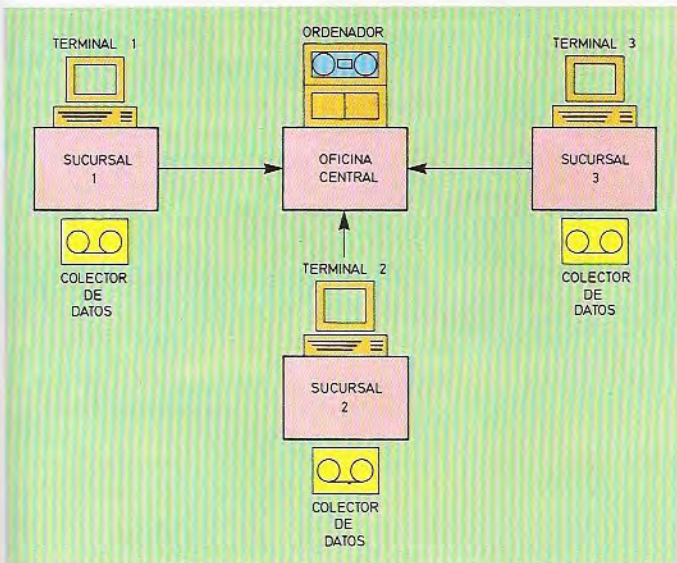 TERMINAL 1
ORDENADOR
TERMINAL 3
SUCURSAL
1
OFICINA
CENTRAL
SUCURSAL
3
COLECTOR
DE
DATOS
TERMINAL 2
COLECTOR
DE
DATOS
SUCURSAL
2
COLECTOR
DE
DATOS